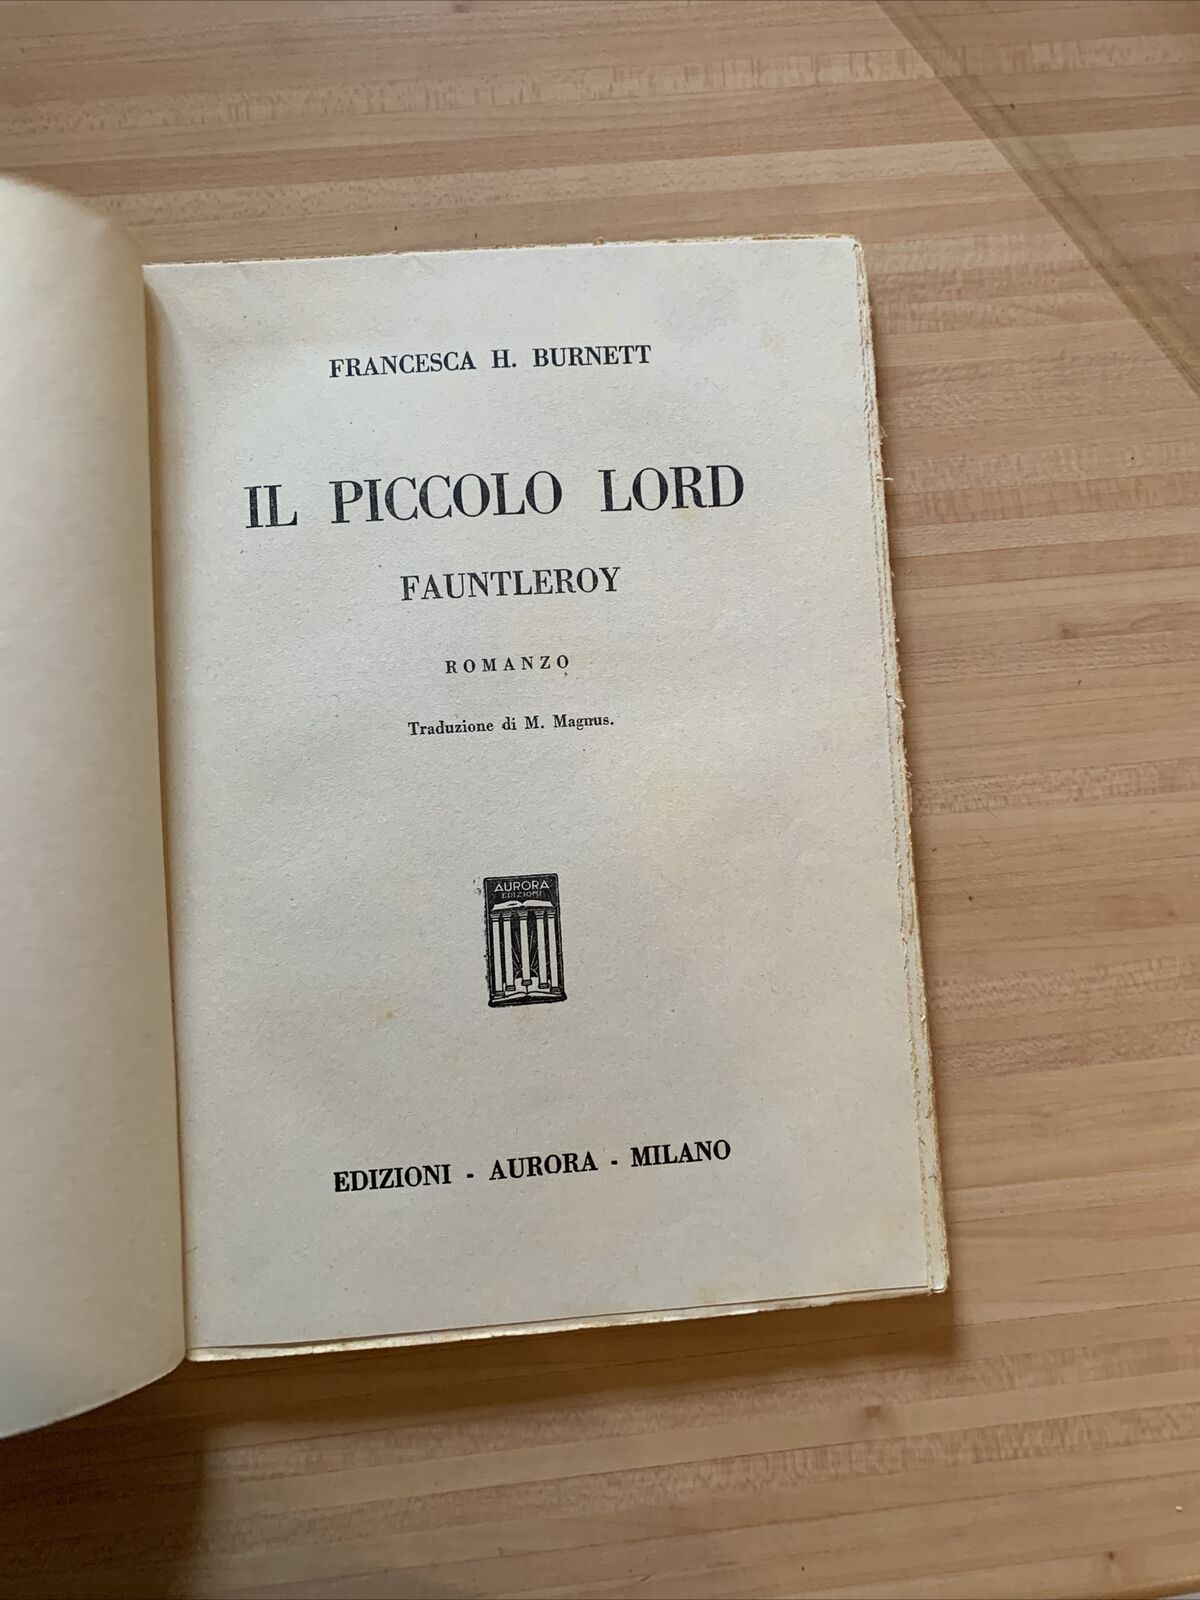 FRANCESCA H. BURNETT
IL PICCOLO LORD
FAUNTLEROY
ROMANZO
Traduzione di M. Magnus.
AURORA
EDIZIONI
EDIZIONI - AURORA - MILANO